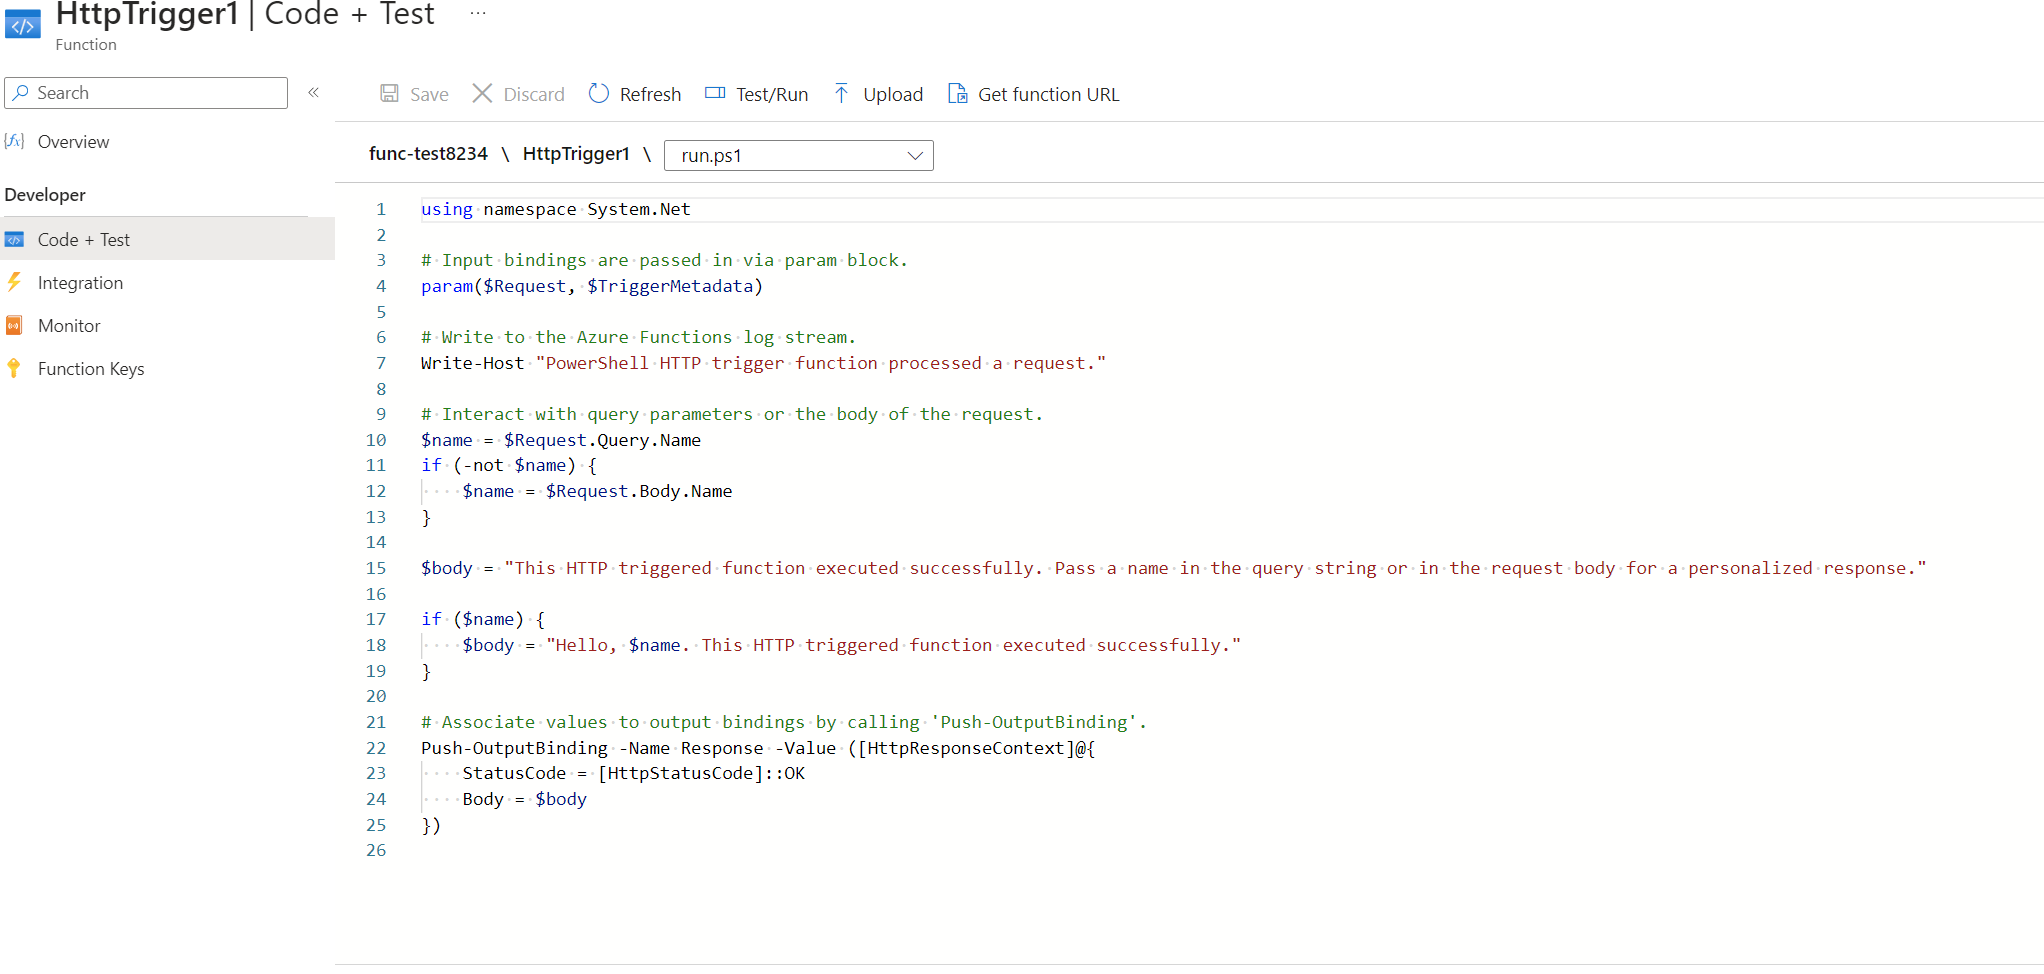 HttpTrigger1 | Code + Test ...
Function
Search «
Overview
Developer
Code + Test
Integration
Monitor
Function Keys
Save Discard Refresh Test/Run Upload Get function URL
func-test8234 \ HttpTrigger1 \ run.ps1
1 using namespace System.Net
2
3 # Input bindings are passed in via param block.
4 param($Request, $TriggerMetadata)
5
6 # Write to the Azure Functions log stream.
7 Write-Host "PowerShell HTTP trigger function processed a request."
8
9 # Interact with query parameters or the body of the request.
10 $name = $Request.Query.Name
11 if (-not $name) {
12     $name = $Request.Body.Name
13 }
14
15 $body = "This HTTP triggered function executed successfully. Pass a name in the query string or in the request body for a personalized response."
16
17 if ($name) {
18     $body = "Hello, $name. This HTTP triggered function executed successfully."
19 }
20
21 # Associate values to output bindings by calling 'Push-OutputBinding'.
22 Push-OutputBinding -Name Response -Value ([HttpResponseContext]@{
23     StatusCode = [HttpStatusCode]::OK
24     Body = $body
25 })
26